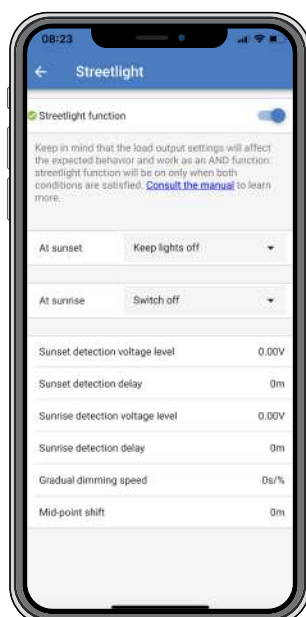 08:23
Streetlight
Streetlight function
Keep in mind that the load output settings will affect
the expected behavior and work as an AND function:
streetlight function will be on only when both
conditions are satisfied. Consult the manual to learn
more.
At sunset Keep lights off
At sunrise Switch off
Sunset detection voltage level 0.00V
Sunset detection delay 0m
Sunrise detection voltage level 0.00V
Sunrise detection delay 0m
Gradual dimming speed 0s/%
Mid-point shift 0m